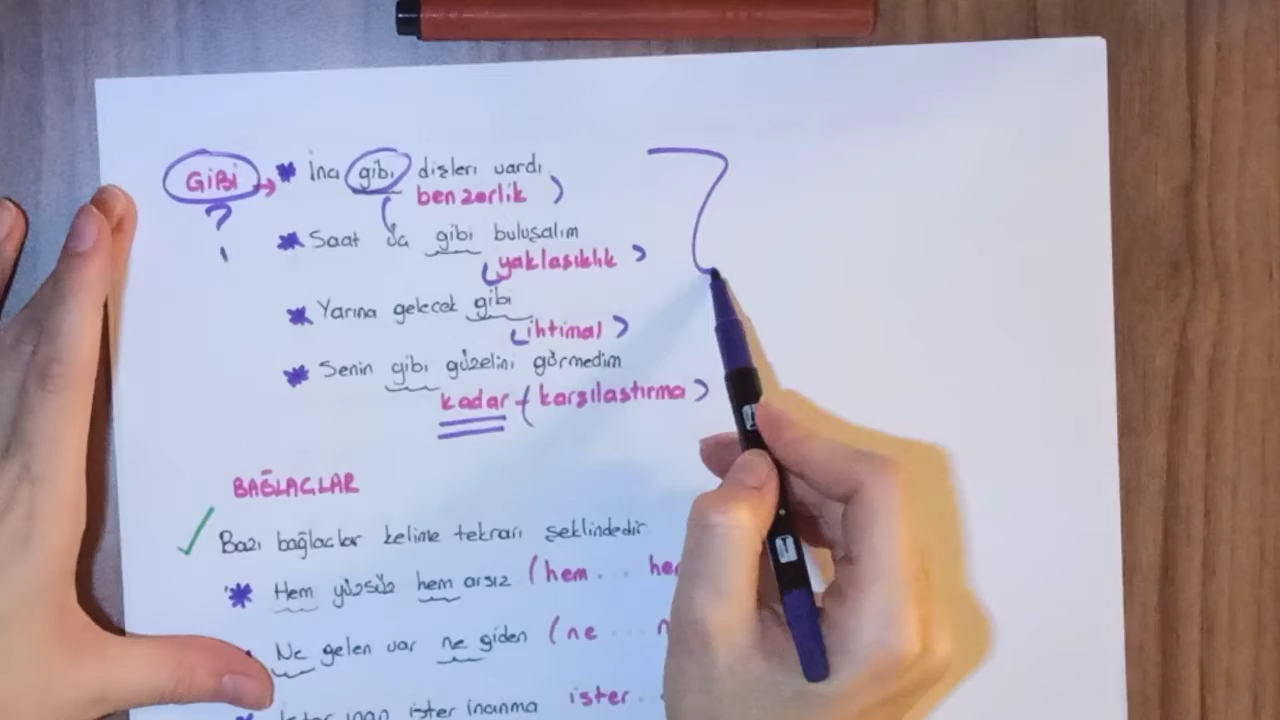 GİBİ → * İnci gibi dişleri vardı.
?
benzerlik )
* Saat gibi buluşalım
(yaklaşıklık )
* Yarına gelecek gibi
(ihtimal )
* Senin gibi güzelini görmedim
kadar (karşılaştırma )
BAĞLAÇLAR
✓ Bazı bağlaçlar kelime tekrarı şeklindedir.
* Hem yüzsüz hem arsız (hem...
* Ne gelen var ne giden (ne ...
ister inanma ister..